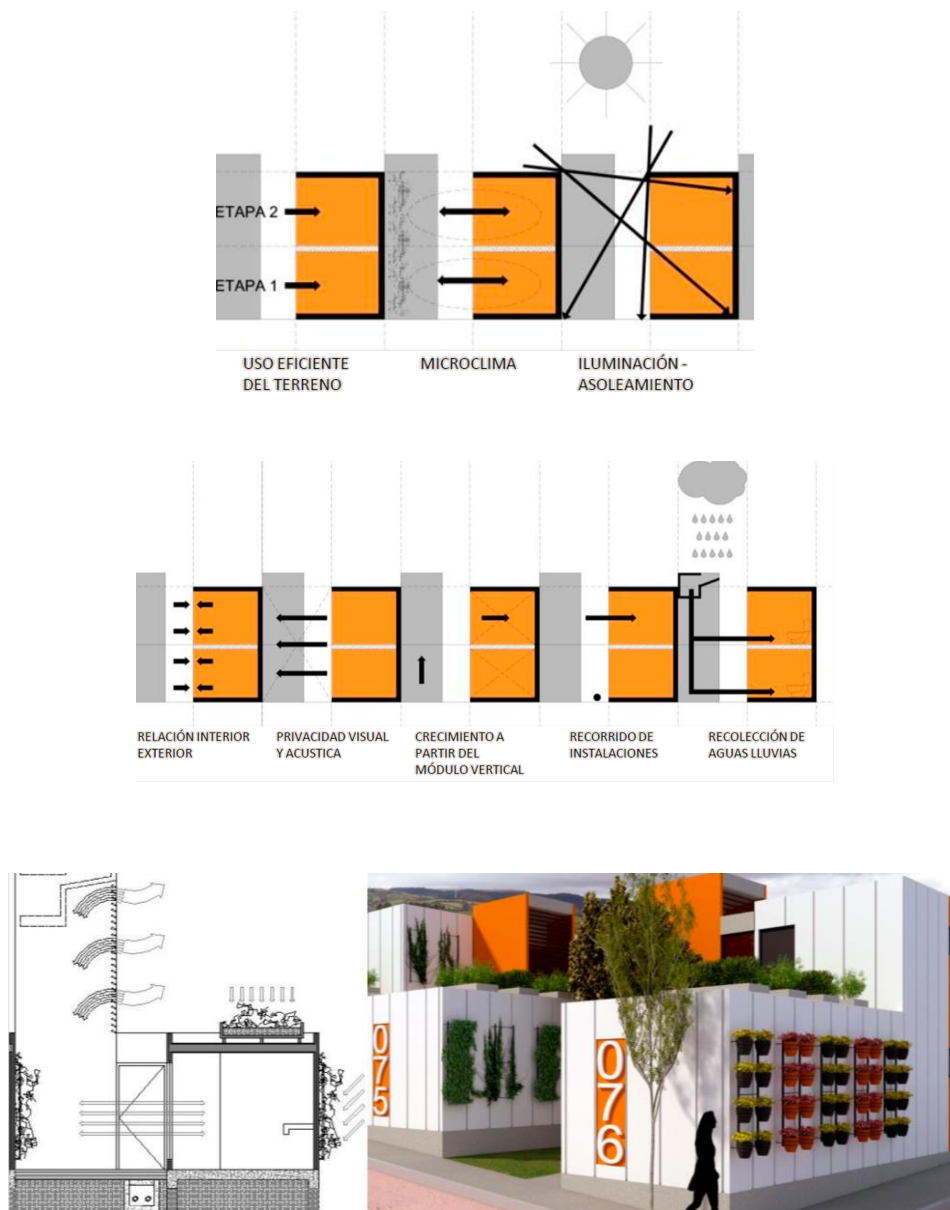 ETAPA 2
ETAPA 1
USO EFICIENTE
DEL TERRENO
MICROCLIMA
ILUMINACIÓN -
ASOLEAMIENTO
RELACIÓN INTERIOR
EXTERIOR
PRIVACIDAD VISUAL
Y ACUSTICA
CRECIMIENTO A
PARTIR DEL
MÓDULO VERTICAL
RECORRIDO DE
INSTALACIONES
RECOLECCIÓN DE
AGUAS LLUVIAS
075
076